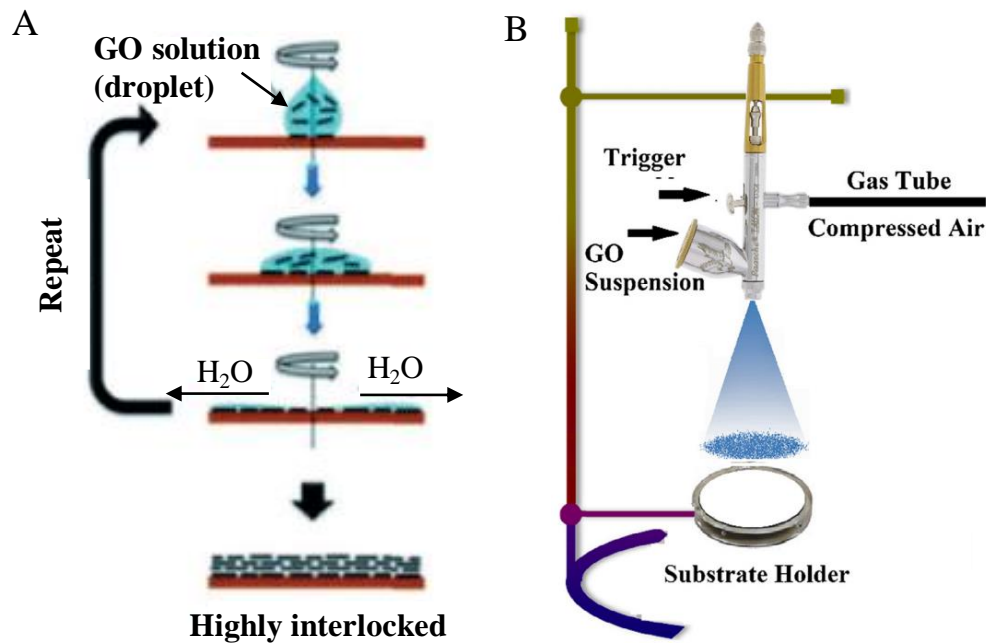 A
GO solution
(droplet)
Repeat
H₂O
H₂O
Highly interlocked
B
Trigger
Gas Tube
Compressed Air
GO
Suspension
Substrate Holder